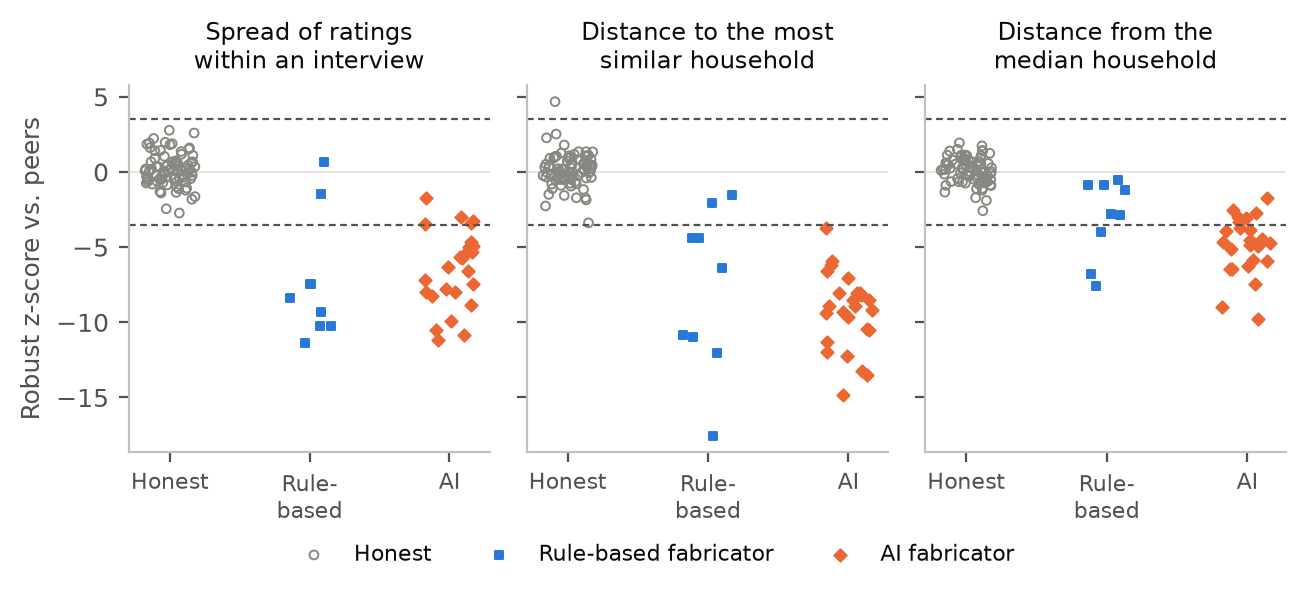 Spread of ratings
within an interview
Distance to the most
similar household
Distance from the
median household
Robust z-score vs. peers
5
0
−5
−10
−15
Honest
Rule-
based
AI
Honest
Rule-
based
AI
Honest
Rule-
based
AI
Honest
Rule-based fabricator
AI fabricator